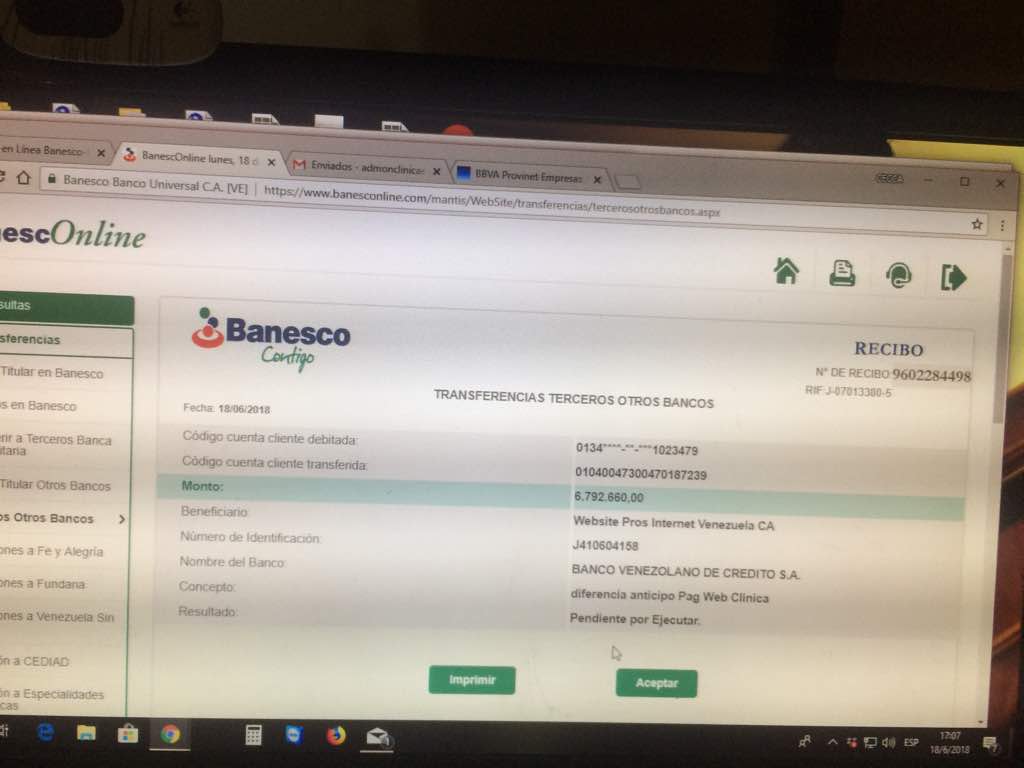 en Línea Banesco
BanescOnline lunes, 18 d
Enviados - admonclinicas
BBVA Provinet Empresas
Banesco Banco Universal C.A. [VE] | https://www.banesconline.com/mantis/WebSite/transferencias/tercerosotrosbancos.aspx
nescOnline
sultas
sferencias
Titular en Banesco
os en Banesco
rir a Terceros Banca
itaria
Titular Otros Bancos
os Otros Bancos
ones a Fe y Alegría
ones a Fundana
ones a Venezuela Sin
ón a CEDIAD
ón a Especialidades
cas
Banesco
Contigo
RECIBO
N° DE RECIBO:9602284498
RIF:J-07013380-5
TRANSFERENCIAS TERCEROS OTROS BANCOS
Fecha: 18/06/2018
Código cuenta cliente debitada: 0134****-**-***1023479
Código cuenta cliente transferida: 01040047300470187239
Monto: 6.792.660,00
Beneficiario: Website Pros Internet Venezuela CA
Número de Identificación: J410604158
Nombre del Banco: BANCO VENEZOLANO DE CREDITO S.A.
Concepto: diferencia anticipo Pag Web Clinica
Resultado: Pendiente por Ejecutar.
Imprimir
Aceptar
ESP
17:07
18/6/2018